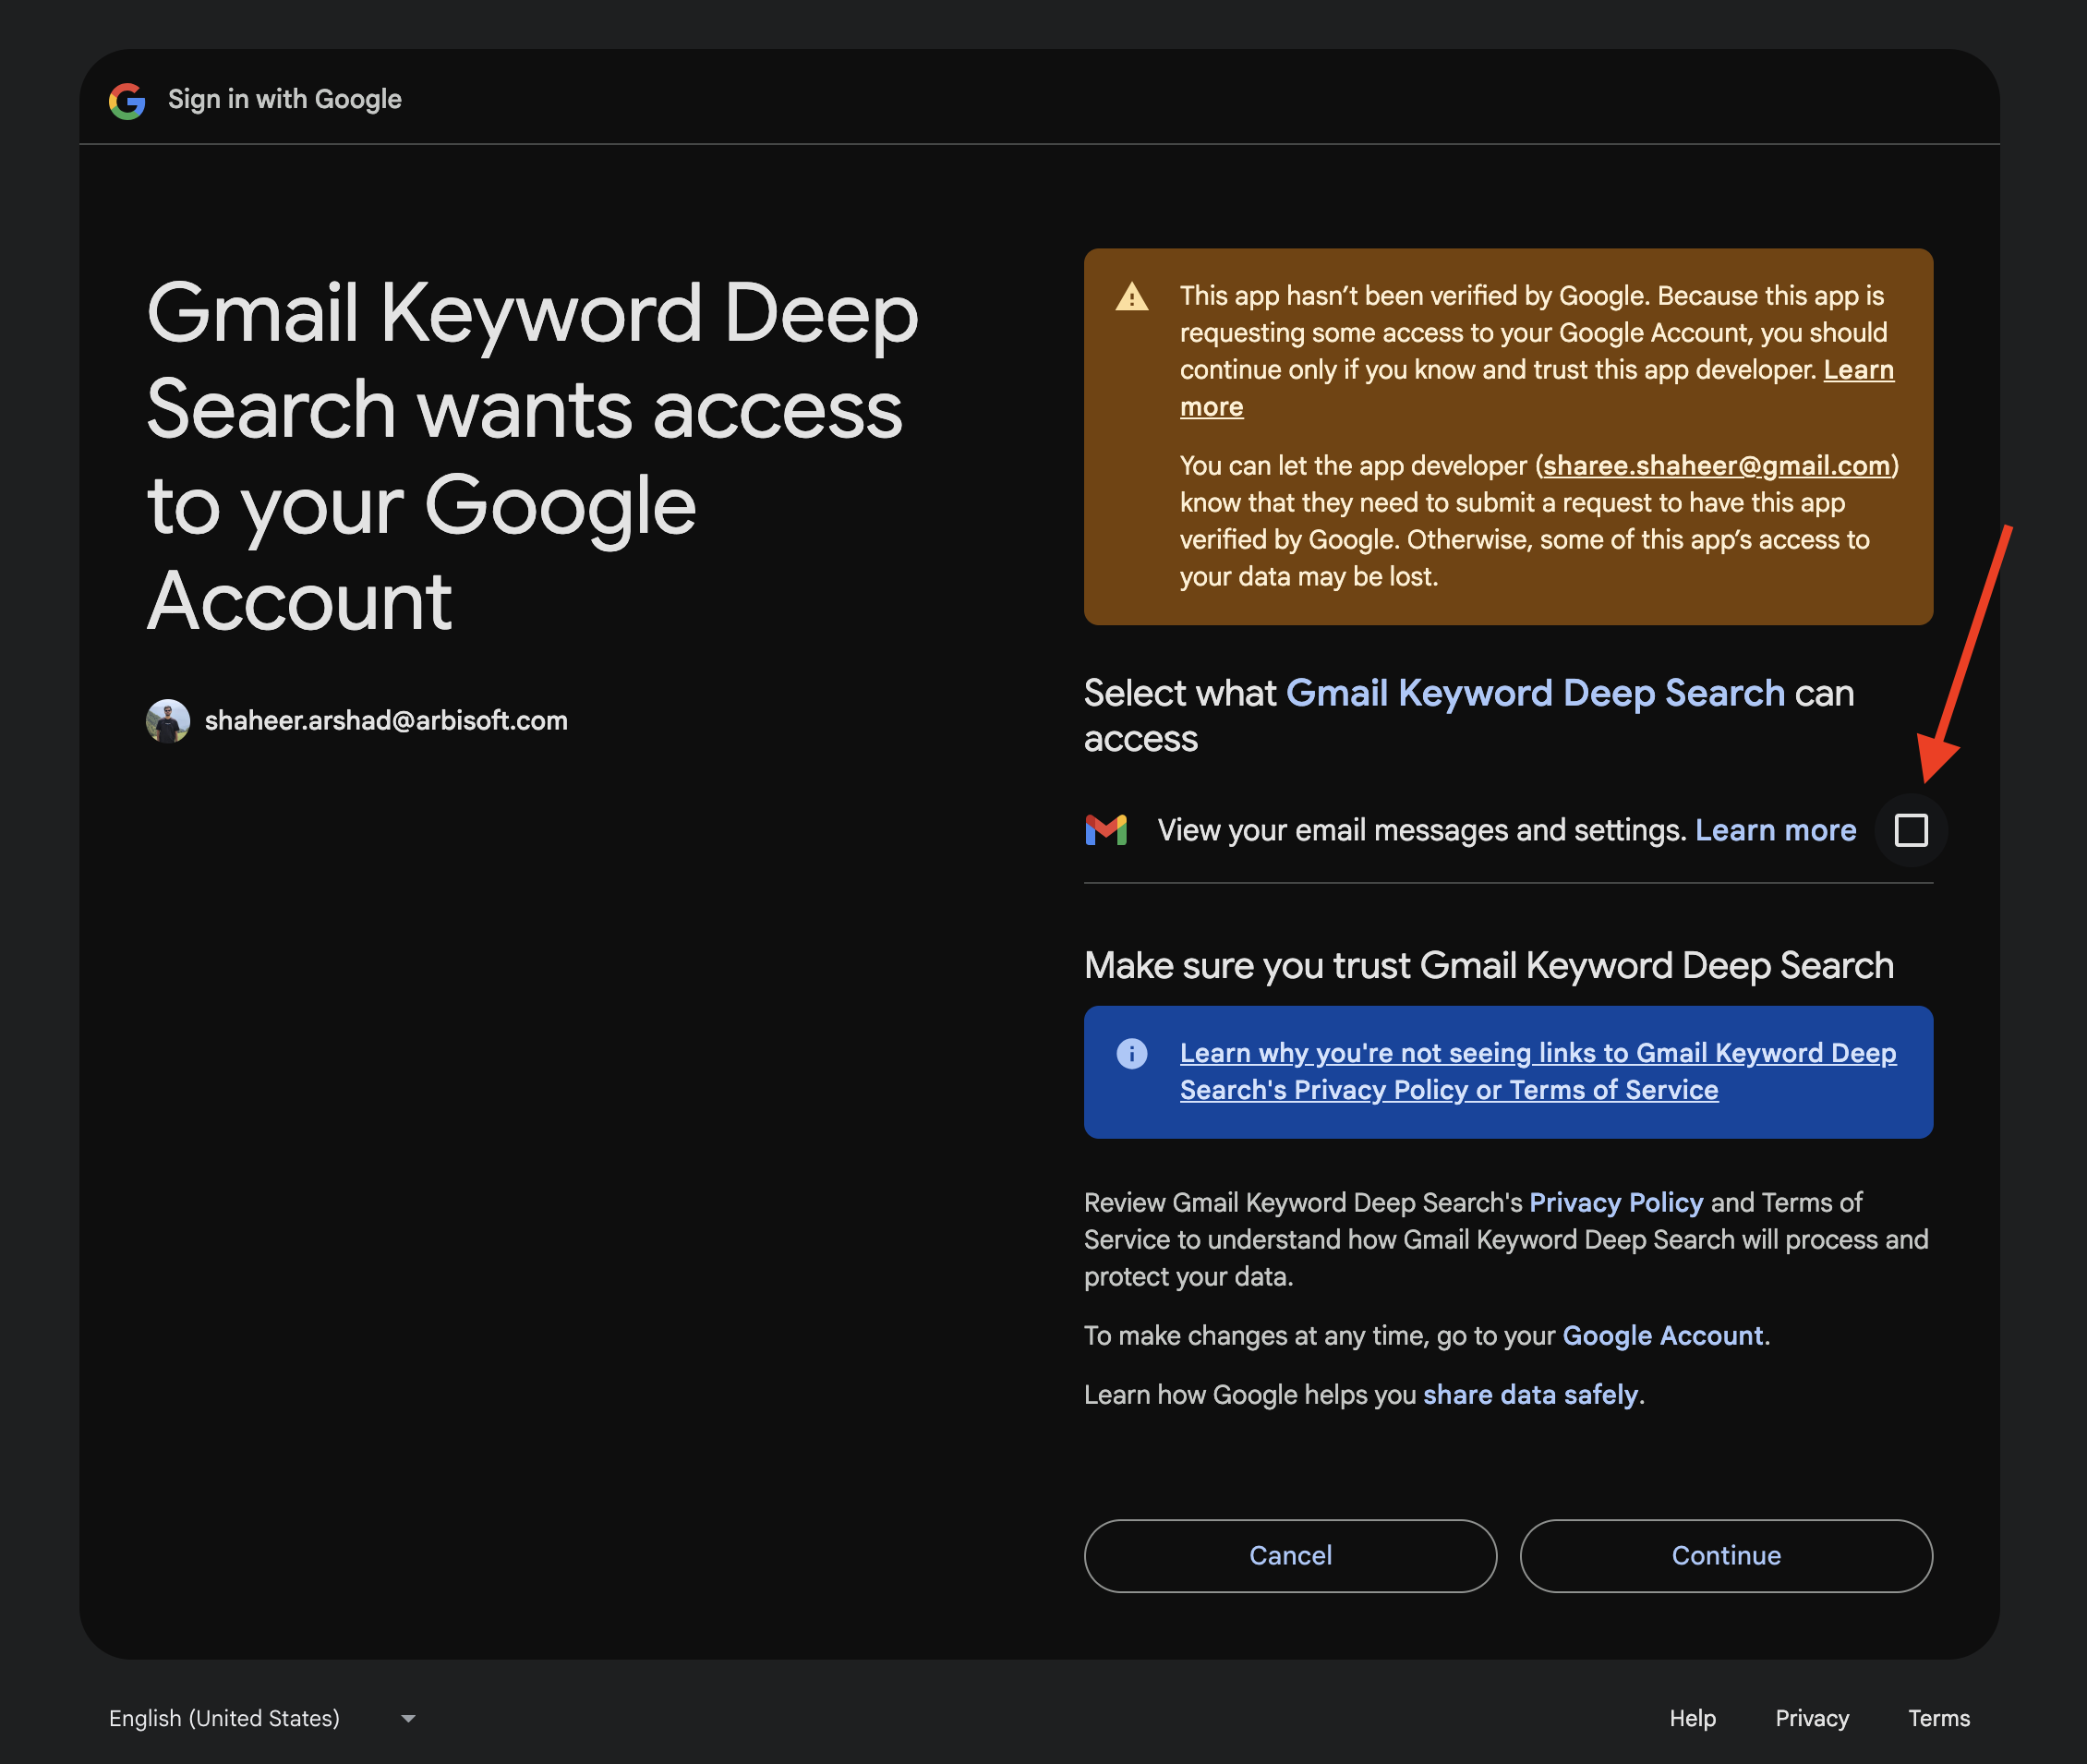 Sign in with Google
Gmail Keyword Deep
Search wants access
to your Google
Account
shaheer.arshad@arbisoft.com
This app hasn’t been verified by Google. Because this app is
requesting some access to your Google Account, you should
continue only if you know and trust this app developer. Learn
more
You can let the app developer (sharee.shaheer@gmail.com)
know that they need to submit a request to have this app
verified by Google. Otherwise, some of this app’s access to
your data may be lost.
Select what Gmail Keyword Deep Search can
access
View your email messages and settings. Learn more
Make sure you trust Gmail Keyword Deep Search
Learn why you're not seeing links to Gmail Keyword Deep
Search's Privacy Policy or Terms of Service
Review Gmail Keyword Deep Search's Privacy Policy and Terms of
Service to understand how Gmail Keyword Deep Search will process and
protect your data.
To make changes at any time, go to your Google Account.
Learn how Google helps you share data safely.
Cancel
Continue
English (United States)
Help
Privacy
Terms